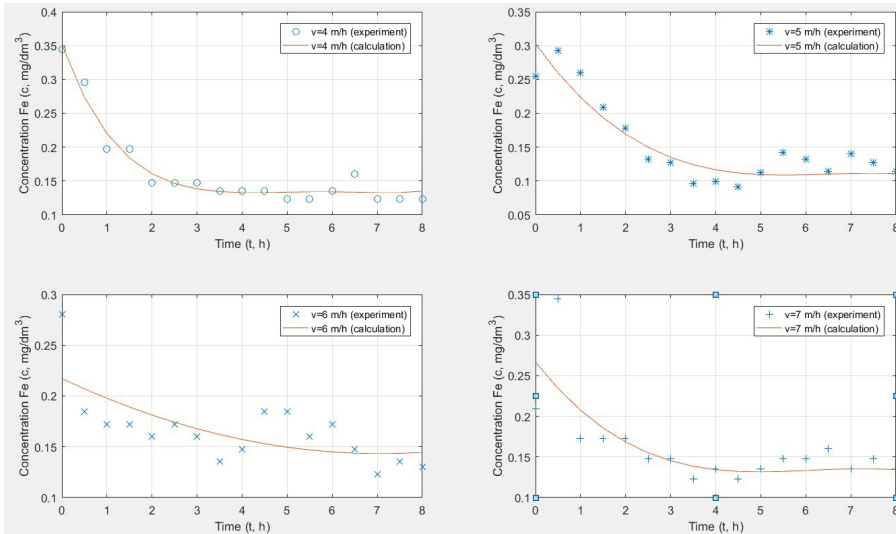 v=4 m/h (experiment)
v=4 m/h (calculation)
Concentration Fe (c, mg/dm³)
0.4
0.35
0.3
0.25
0.2
0.15
0.1
0 1 2 3 4 5 6 7 8
Time (t, h)
v=5 m/h (experiment)
v=5 m/h (calculation)
Concentration Fe (c, mg/dm³)
0.35
0.3
0.25
0.2
0.15
0.1
0.05
0 1 2 3 4 5 6 7 8
Time (t, h)
v=6 m/h (experiment)
v=6 m/h (calculation)
Concentration Fe (c, mg/dm³)
0.3
0.25
0.2
0.15
0.1
0 1 2 3 4 5 6 7 8
Time (t, h)
v=7 m/h (experiment)
v=7 m/h (calculation)
Concentration Fe (c, mg/dm³)
0.35
0.3
0.25
0.2
0.15
0.1
0 1 2 3 4 5 6 7 8
Time (t, h)